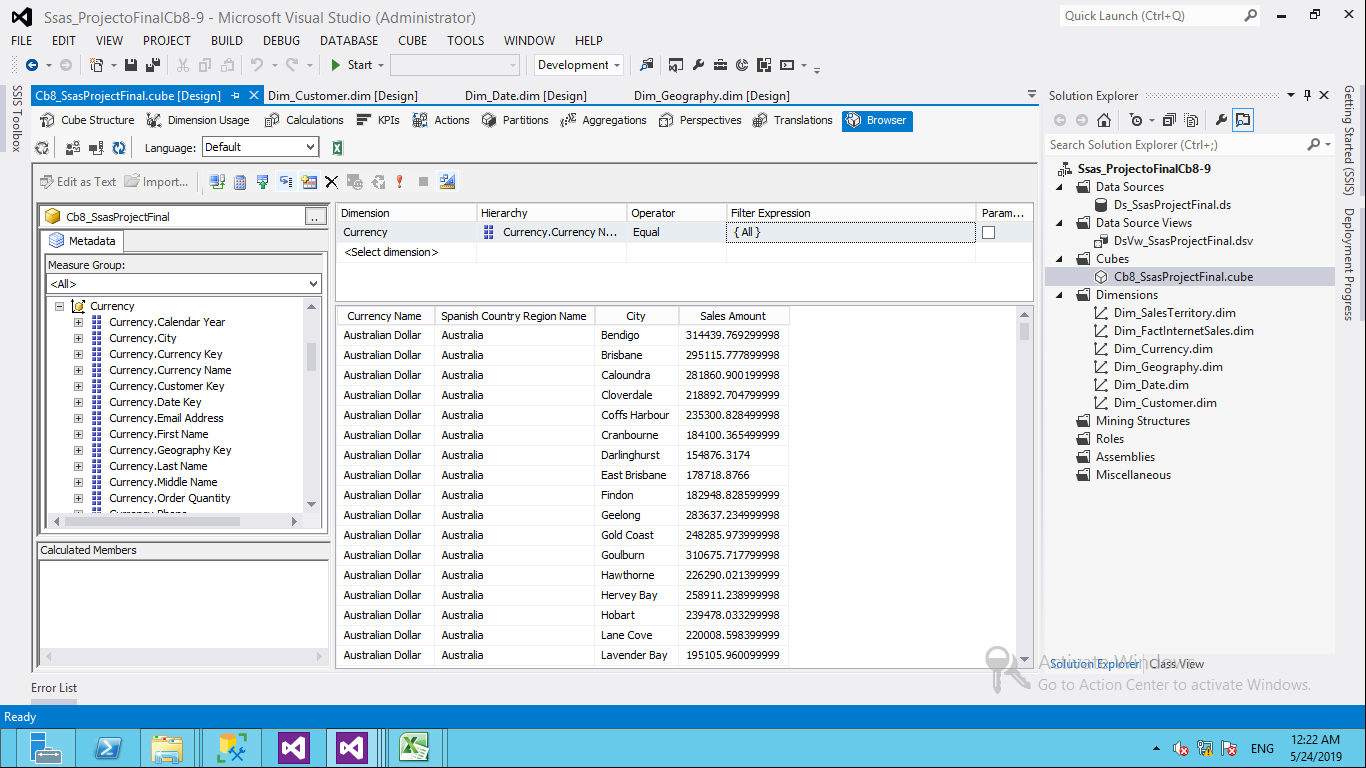 Ssas_ProjectoFinalCb8-9 - Microsoft Visual Studio (Administrator)
Quick Launch (Ctrl+Q)
FILE EDIT VIEW PROJECT BUILD DEBUG DATABASE CUBE TOOLS WINDOW HELP
Start Development
SSIS Toolbox
Cb8_SsasProjectFinal.cube [Design] Dim_Customer.dim [Design] Dim_Date.dim [Design] Dim_Geography.dim [Design]
Cube Structure Dimension Usage Calculations KPIs Actions Partitions Aggregations Perspectives Translations Browser
Language: Default
Edit as Text Import...
Cb8_SsasProjectFinal ..
Metadata
Measure Group:
<All>
Currency
Currency.Calendar Year
Currency.City
Currency.Currency Key
Currency.Currency Name
Currency.Customer Key
Currency.Date Key
Currency.Email Address
Currency.First Name
Currency.Geography Key
Currency.Last Name
Currency.Middle Name
Currency.Order Quantity
Calculated Members
Dimension Hierarchy Operator Filter Expression Param...
Currency Currency.Currency N... Equal { All }
<Select dimension>
Currency Name Spanish Country Region Name City Sales Amount
Australian Dollar Australia Bendigo 314439.769299998
Australian Dollar Australia Brisbane 295115.777899998
Australian Dollar Australia Caloundra 281860.900199998
Australian Dollar Australia Cloverdale 218892.704799999
Australian Dollar Australia Coffs Harbour 235300.828499999
Australian Dollar Australia Cranbourne 184100.365499999
Australian Dollar Australia Darlinghurst 154876.3174
Australian Dollar Australia East Brisbane 178718.8766
Australian Dollar Australia Findon 182948.828599999
Australian Dollar Australia Geelong 283637.234999998
Australian Dollar Australia Gold Coast 248285.973999999
Australian Dollar Australia Goulburn 310675.717799998
Australian Dollar Australia Hawthorne 226290.021399999
Australian Dollar Australia Hervey Bay 258911.238999998
Australian Dollar Australia Hobart 239478.033299999
Australian Dollar Australia Lane Cove 220008.598399999
Australian Dollar Australia Lavender Bay 195105.960099999
Solution Explorer
Search Solution Explorer (Ctrl+;)
Ssas_ProjectoFinalCb8-9
Data Sources
Ds_SsasProjectFinal.ds
Data Source Views
DsVw_SsasProjectFinal.dsv
Cubes
Cb8_SsasProjectFinal.cube
Dimensions
Dim_SalesTerritory.dim
Dim_FactInternetSales.dim
Dim_Currency.dim
Dim_Geography.dim
Dim_Date.dim
Dim_Customer.dim
Mining Structures
Roles
Assemblies
Miscellaneous
Solution Explorer Class View
Activate Windows
Go to Action Center to activate Windows.
Getting Started (SSIS)
Deployment Progress
Error List
Ready
ENG
12:22 AM
5/24/2019